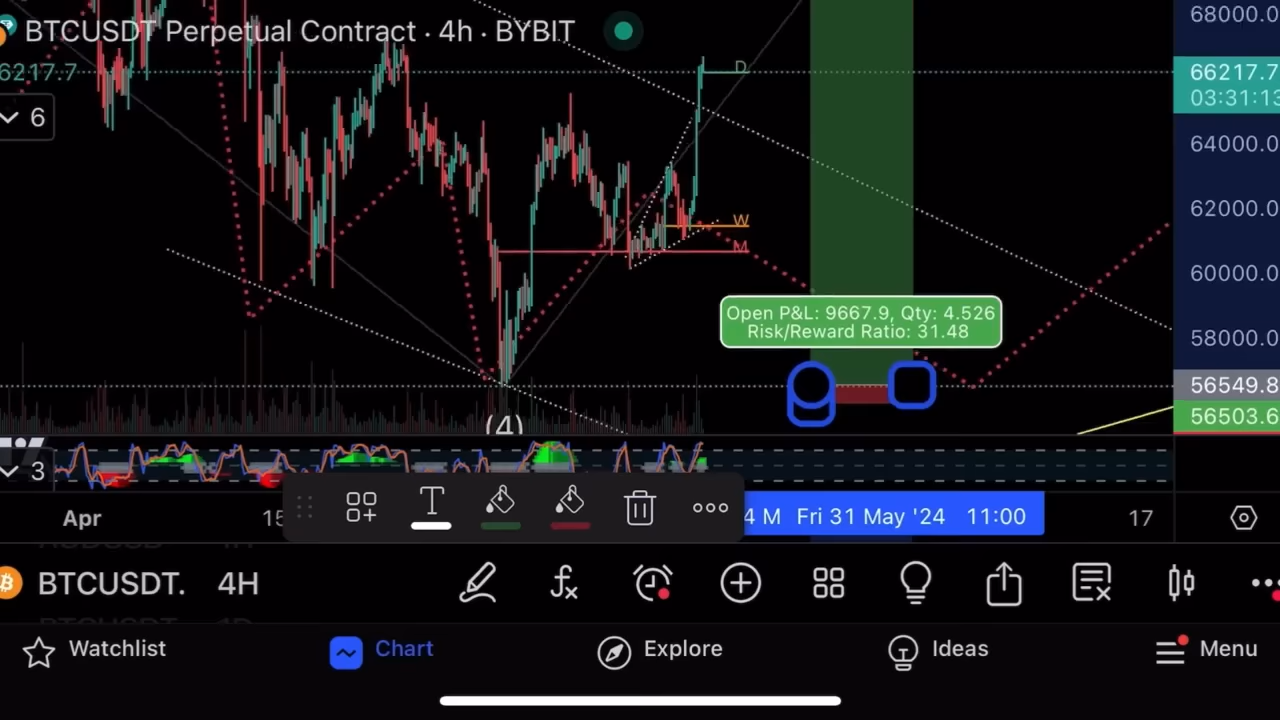 BTCUSDT Perpetual Contract · 4h · BYBIT
68000.0
6217.7
D
66217.7
03:31:13
6
64000.0
62000.0
W
M
60000.0
Open P&L: 9667.9, Qty: 4.526
Risk/Reward Ratio: 31.48
58000.0
56549.8
56503.6
(4)
3
Apr
15
4 M Fri 31 May '24 11:00
17
T
BTCUSDT. 4H
Watchlist
Chart
Explore
Ideas
Menu